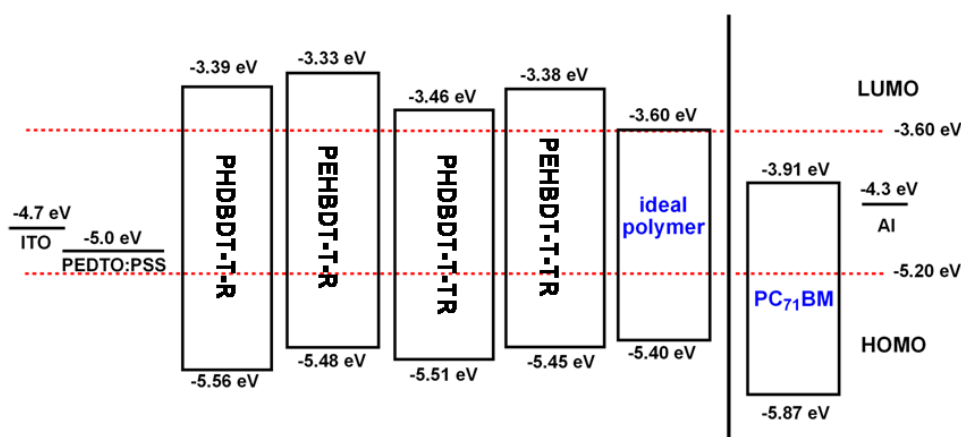 -3.39 eV
-3.33 eV
-3.46 eV
-3.38 eV
-3.60 eV
LUMO
-3.60 eV
-3.91 eV
-4.3 eV
Al
-4.7 eV
ITO
-5.0 eV
PEDTO:PSS
PHDBDT-T-R
PEHBDT-T-R
PHDBDT-T-TR
PEHBDT-T-TR
ideal
polymer
-5.20 eV
PC₇₁BM
HOMO
-5.56 eV
-5.48 eV
-5.51 eV
-5.45 eV
-5.40 eV
-5.87 eV